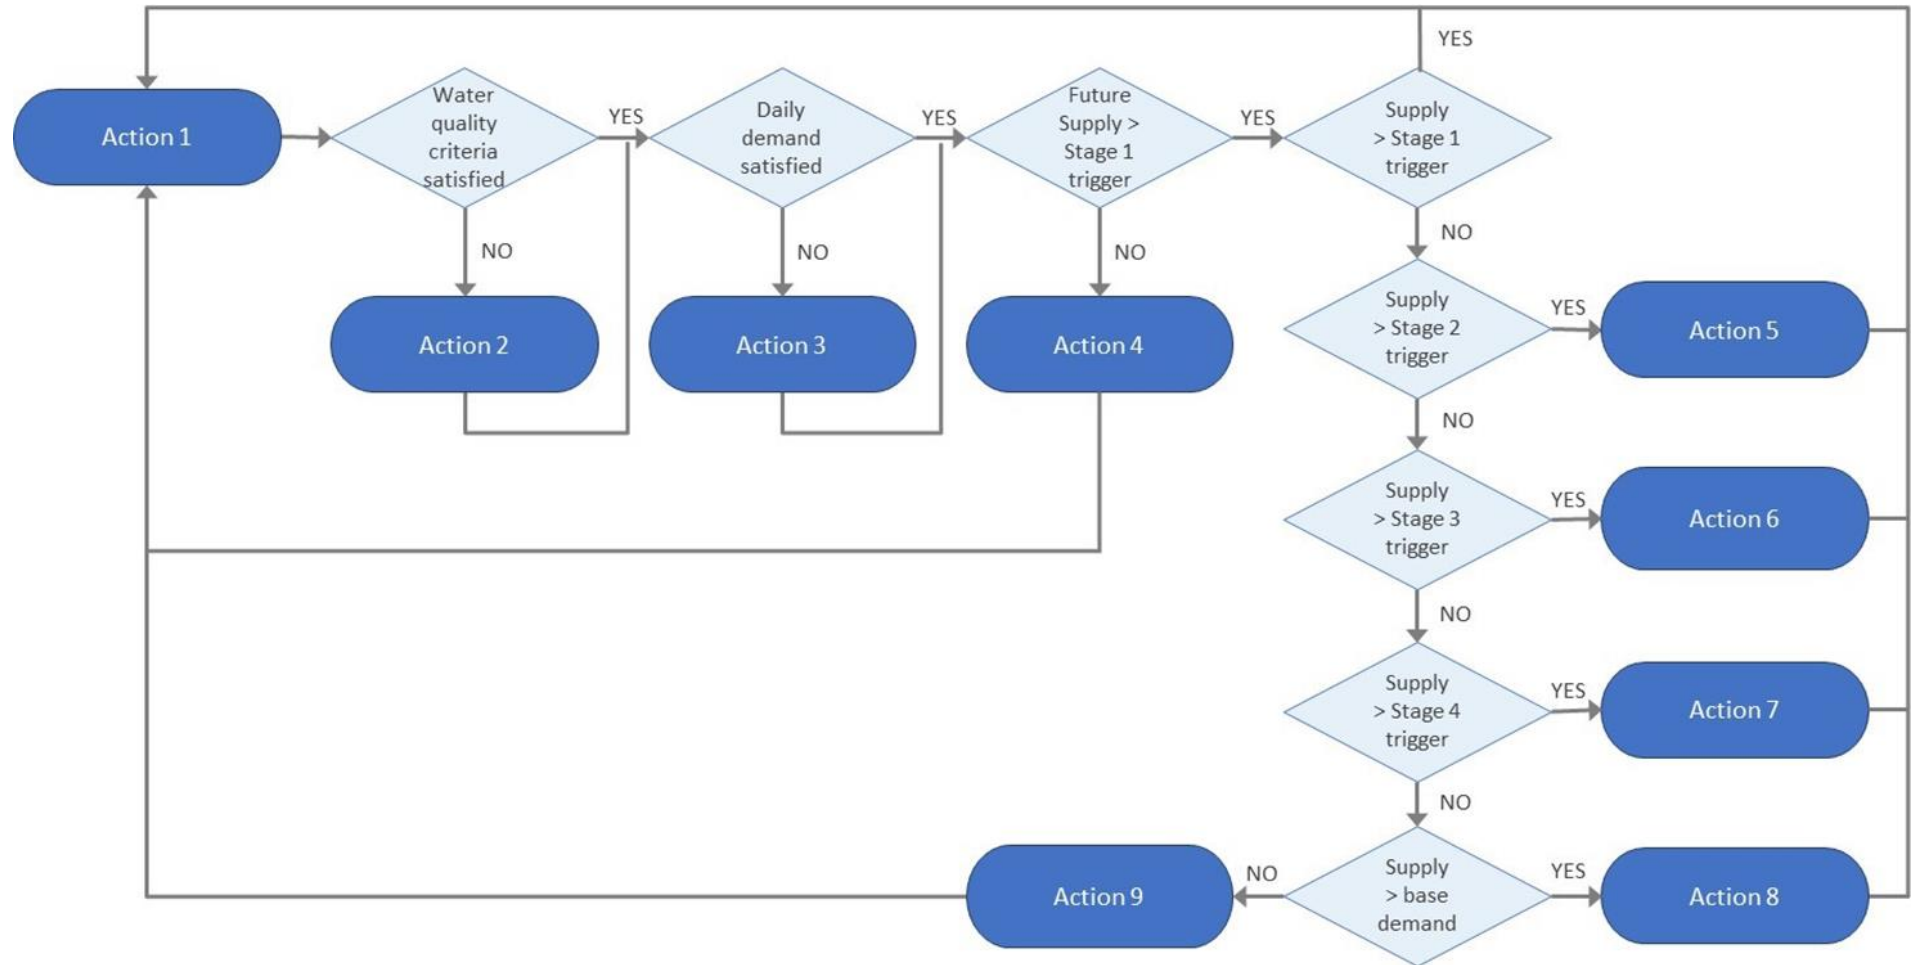 YES
Action 1
Water
quality
criteria
satisfied
YES
Daily
demand
satisfied
YES
Future
Supply >
Stage 1
trigger
YES
Supply
> Stage 1
trigger
NO
NO
NO
NO
Action 2
Action 3
Action 4
Supply
> Stage 2
trigger
YES
Action 5
NO
Supply
> Stage 3
trigger
YES
Action 6
NO
Supply
> Stage 4
trigger
YES
Action 7
NO
Action 9
NO
Supply
> base
demand
YES
Action 8